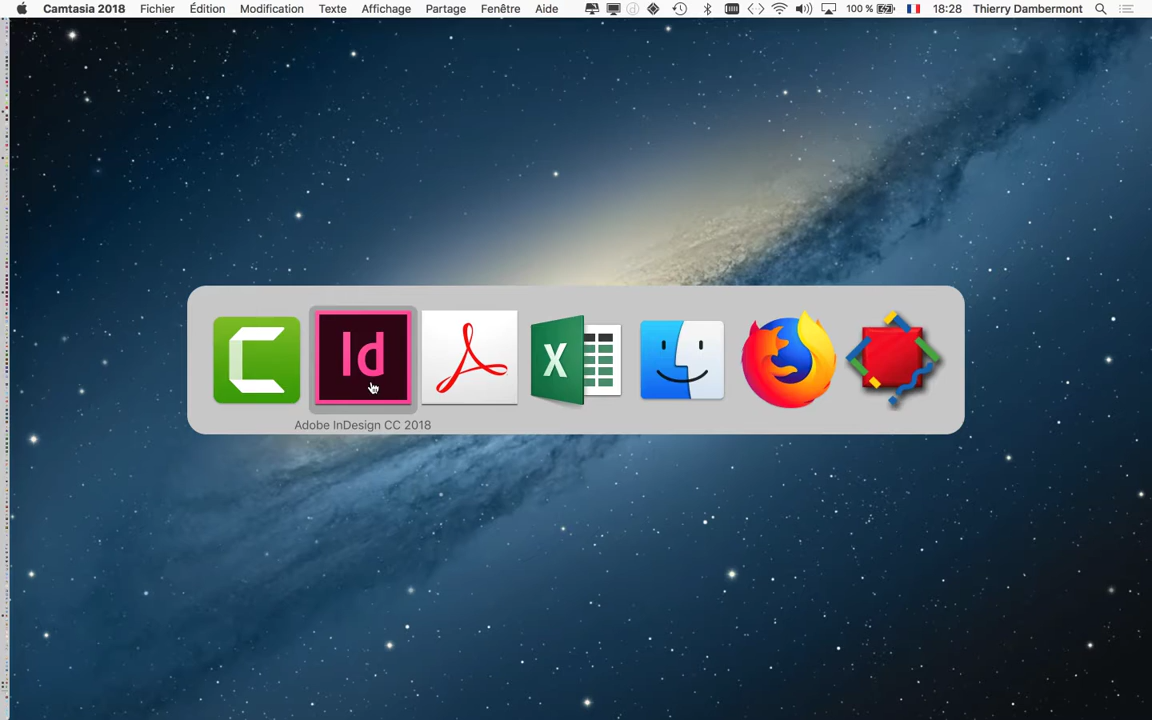 Camtasia 2018 Fichier Édition Modification Texte Affichage Partage Fenêtre Aide 100 % 18:28 Thierry Dambermont
Id
X
Adobe InDesign CC 2018